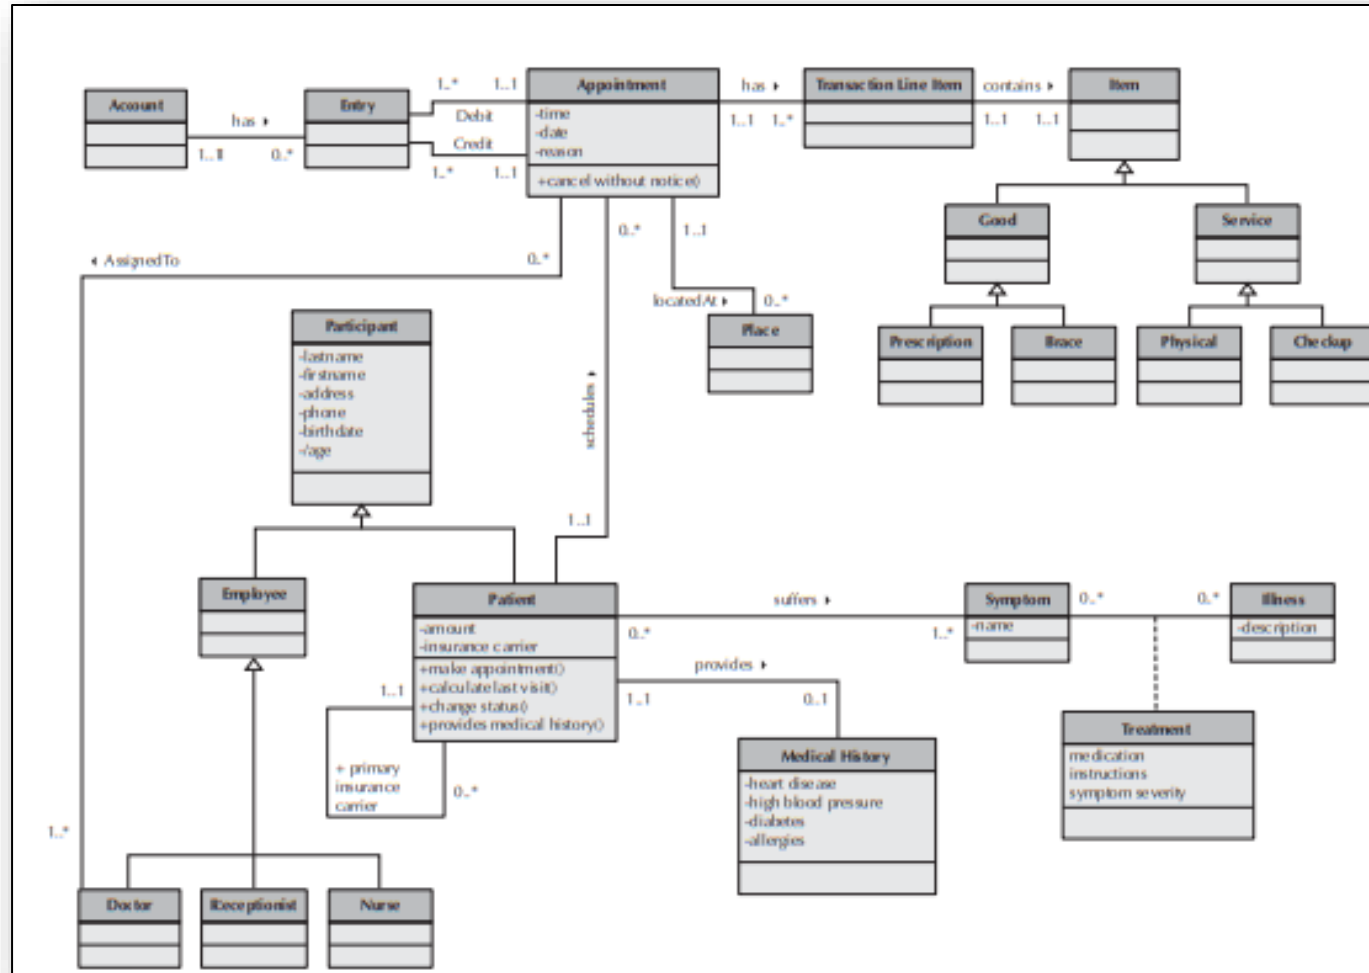 Account
has
1..1
0..*
Entry
1..*
1..1
Debit
Credit
1..*
1..1
Appointment
-time
-date
-reason
+cancel without notice()
has
1..1
1..*
Transaction Line Item
contains
1..1
1..1
Item
Good
Service
Prescription
Brace
Physical
Checkup
AssignedTo
0..*
1..*
0..*
schedules
1..1
1..1
locatedAt
0..*
Place
Participant
-lastname
-firstname
-address
-phone
-birthdate
-/age
Employee
Patient
-amount
-insurance carrier
+make appointment()
+calculate last visit()
+change status()
+provides medical history()
1..1
+ primary
insurance
carrier
0..*
suffers
0..*
1..*
Symptom
-name
0..*
0..*
Illness
-description
provides
1..1
0..1
Medical History
-heart disease
-high blood pressure
-diabetes
-allergies
Treatment
medication
instructions
symptom severity
Doctor
Receptionist
Nurse